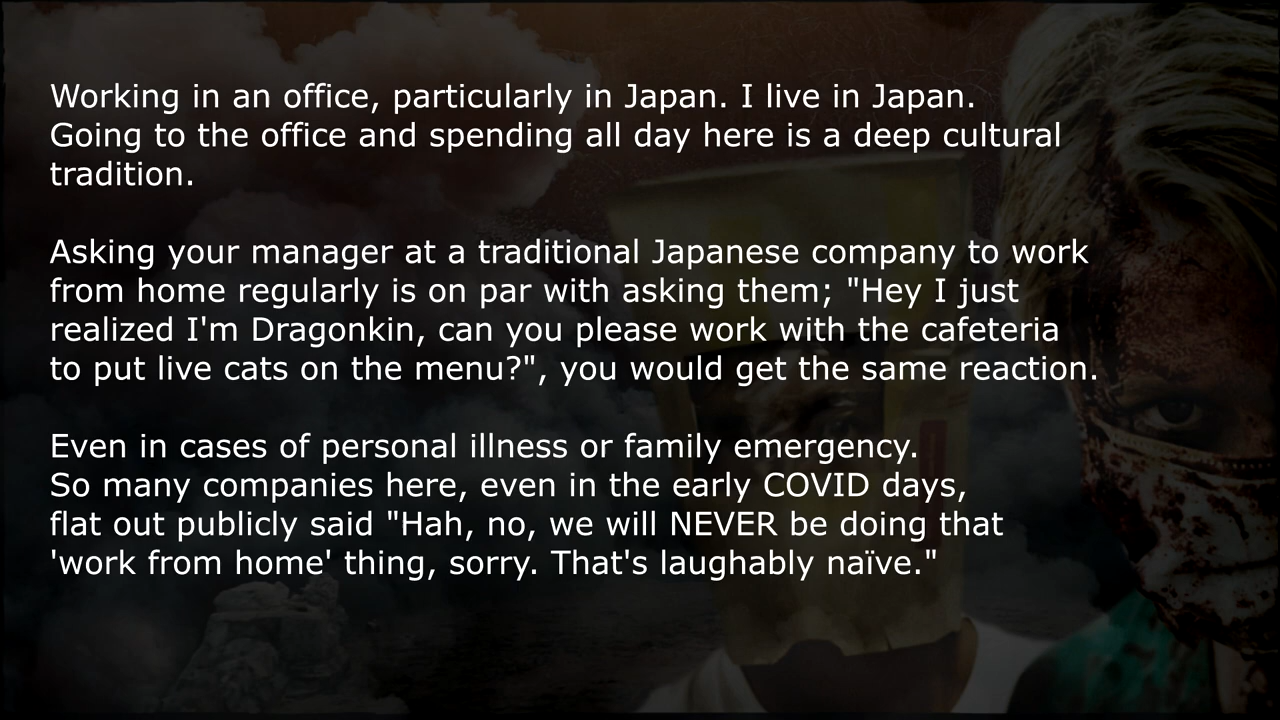 Working in an office, particularly in Japan. I live in Japan.
Going to the office and spending all day here is a deep cultural
tradition.
Asking your manager at a traditional Japanese company to work
from home regularly is on par with asking them; "Hey I just
realized I'm Dragonkin, can you please work with the cafeteria
to put live cats on the menu?", you would get the same reaction.
Even in cases of personal illness or family emergency.
So many companies here, even in the early COVID days,
flat out publicly said "Hah, no, we will NEVER be doing that
'work from home' thing, sorry. That's laughably naïve."